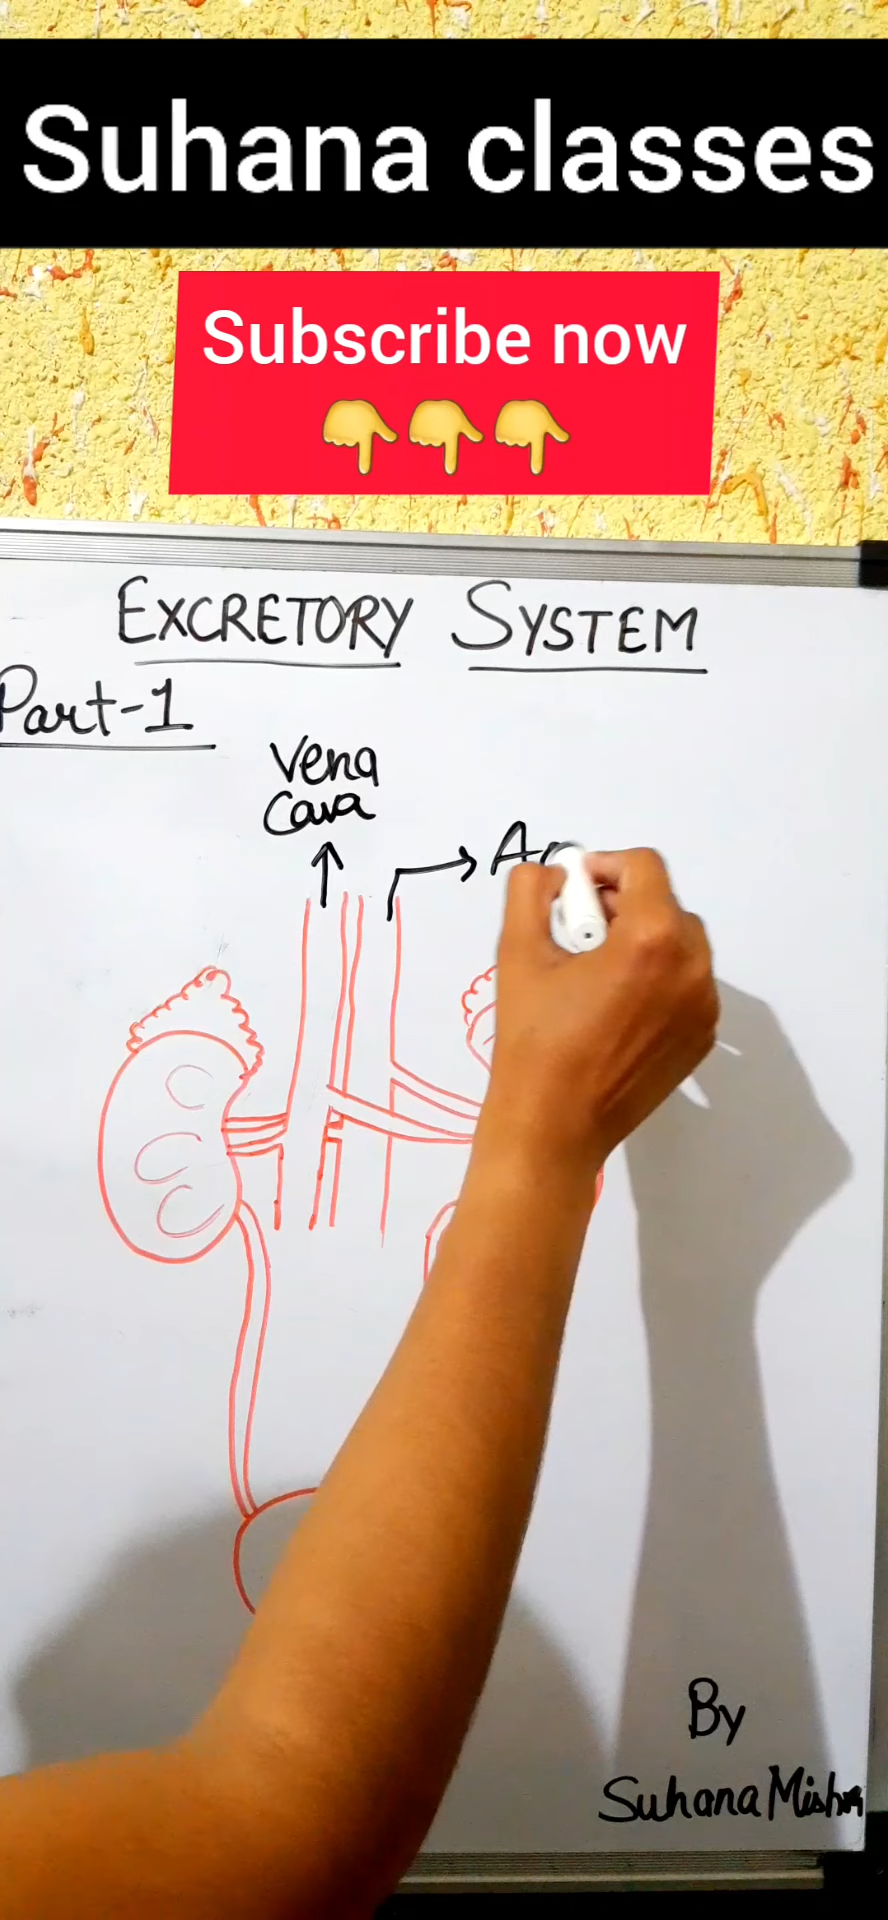 Suhana classes
Subscribe now
👇👇👇
EXCRETORY SYSTEM
Part-1
Vena
Cava
By
Suhana Mishra